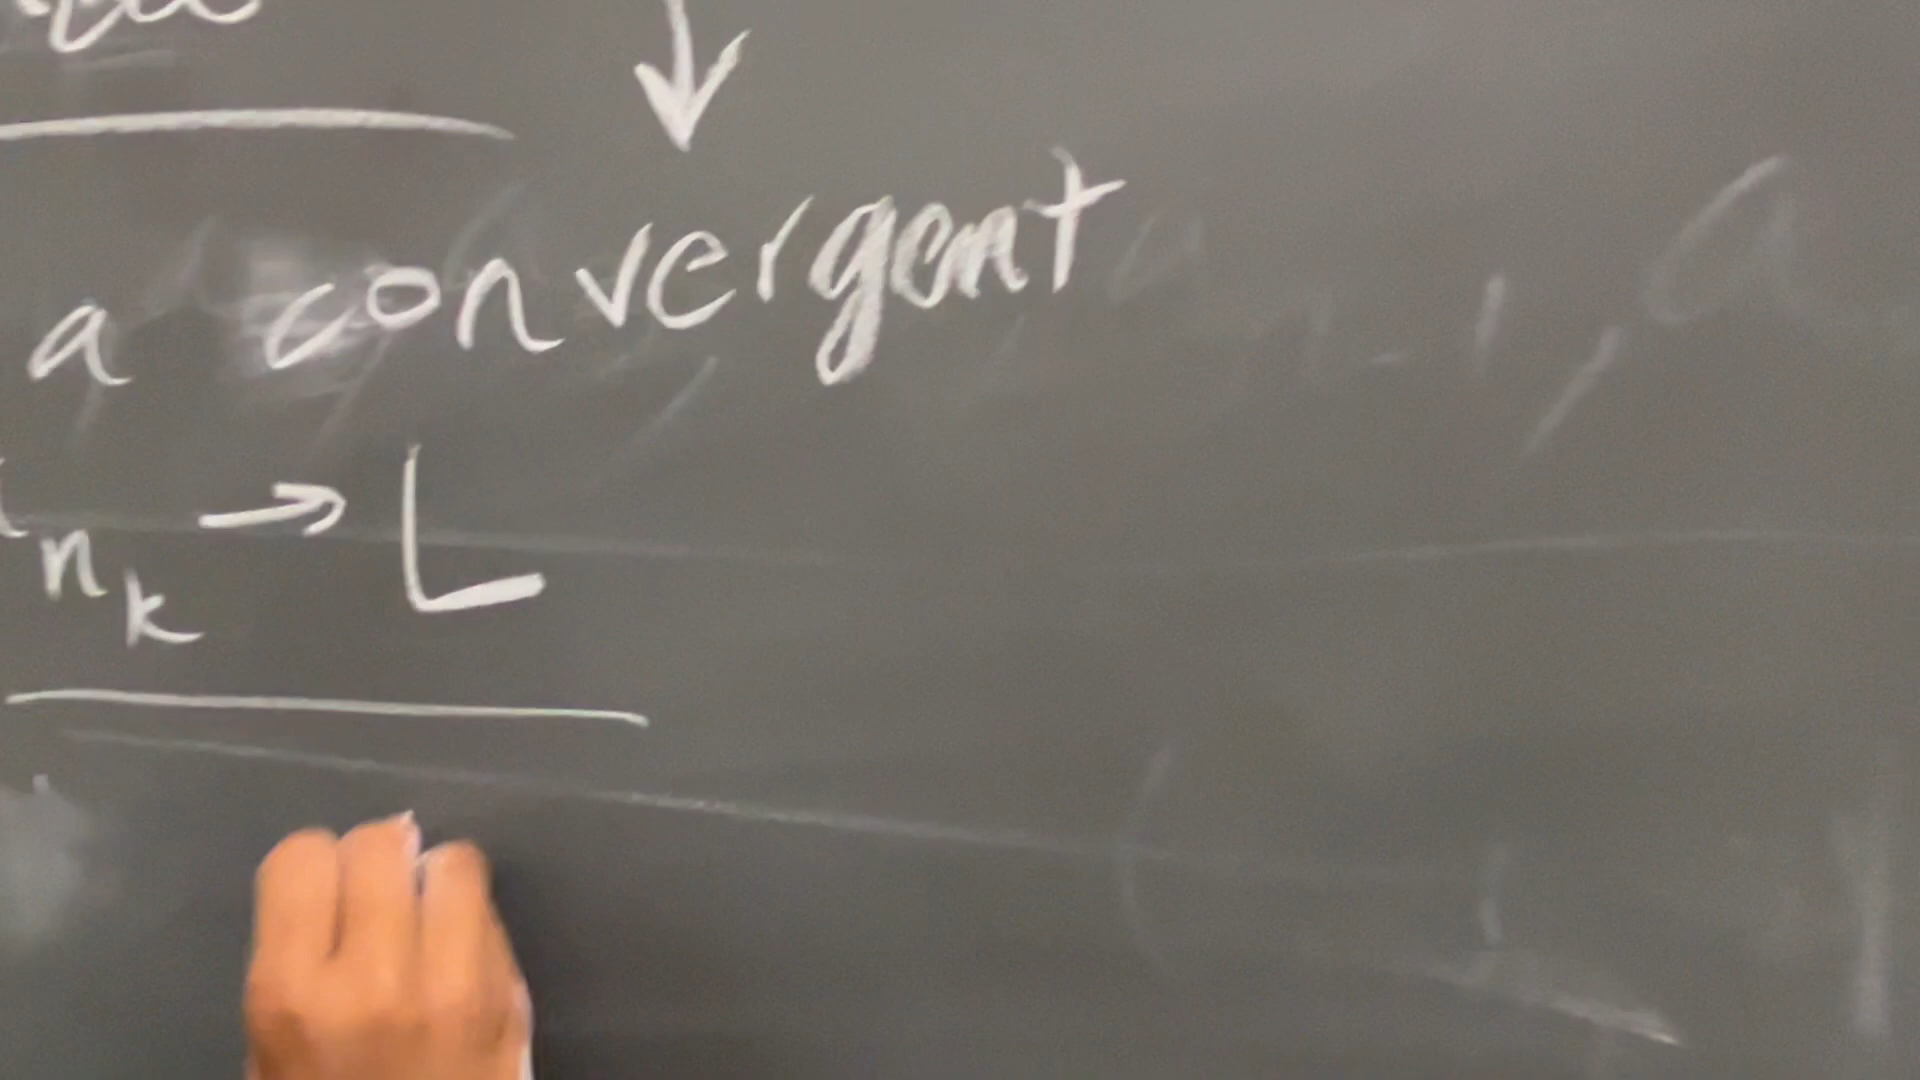 a convergent
n_k → L